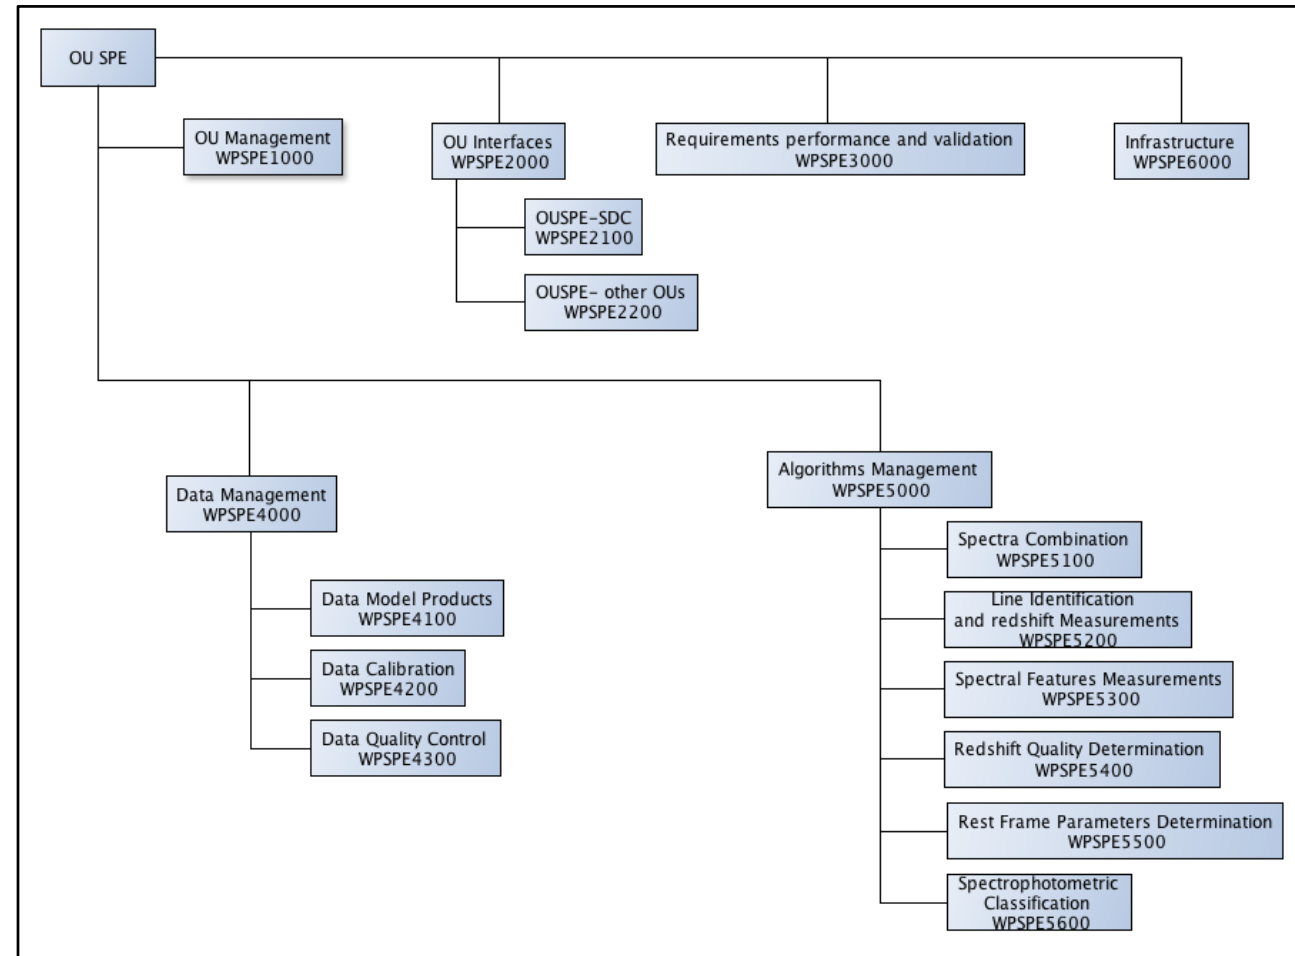 OU SPE
OU Management
WPSPE1000
OU Interfaces
WPSPE2000
Requirements performance and validation
WPSPE3000
Infrastructure
WPSPE6000
OUSPE-SDC
WPSPE2100
OUSPE- other OUs
WPSPE2200
Data Management
WPSPE4000
Data Model Products
WPSPE4100
Data Calibration
WPSPE4200
Data Quality Control
WPSPE4300
Algorithms Management
WPSPE5000
Spectra Combination
WPSPE5100
Line Identification
and redshift Measurements
WPSPE5200
Spectral Features Measurements
WPSPE5300
Redshift Quality Determination
WPSPE5400
Rest Frame Parameters Determination
WPSPE5500
Spectrophotometric
Classification
WPSPE5600